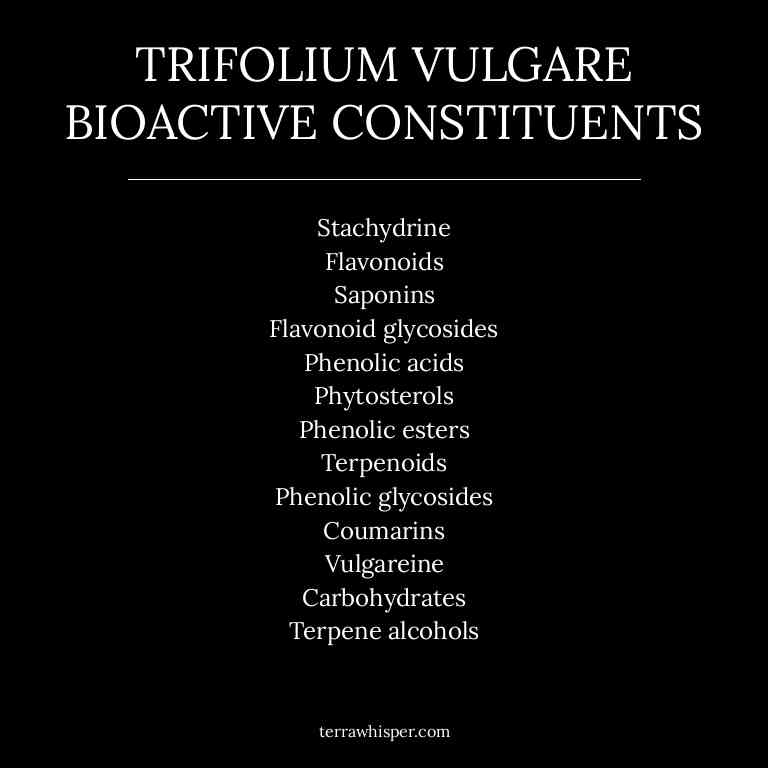 TRIFOLIUM VULGARE
BIOACTIVE CONSTITUENTS
Stachydrine
Flavonoids
Saponins
Flavonoid glycosides
Phenolic acids
Phytosterols
Phenolic esters
Terpenoids
Phenolic glycosides
Coumarins
Vulgareine
Carbohydrates
Terpene alcohols
terrawhisper.com